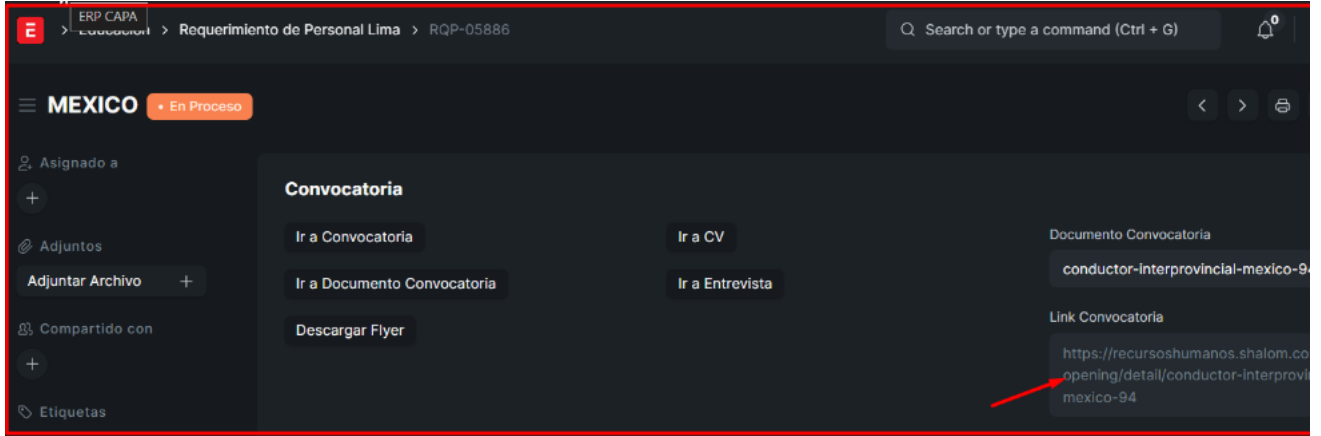 ERP CAPA
E > Educación > Requerimiento de Personal Lima > RQP-05886
Search or type a command (Ctrl + G)
0
MEXICO
• En Proceso
Asignado a
+
Convocatoria
Ir a Convocatoria
Ir a CV
Documento Convocatoria
Adjuntos
conductor-interprovincial-mexico-9
Adjuntar Archivo +
Ir a Documento Convocatoria
Ir a Entrevista
Compartido con
Descargar Flyer
Link Convocatoria
+
https://recursoshumanos.shalom.co
opening/detail/conductor-interprovi
mexico-94
Etiquetas